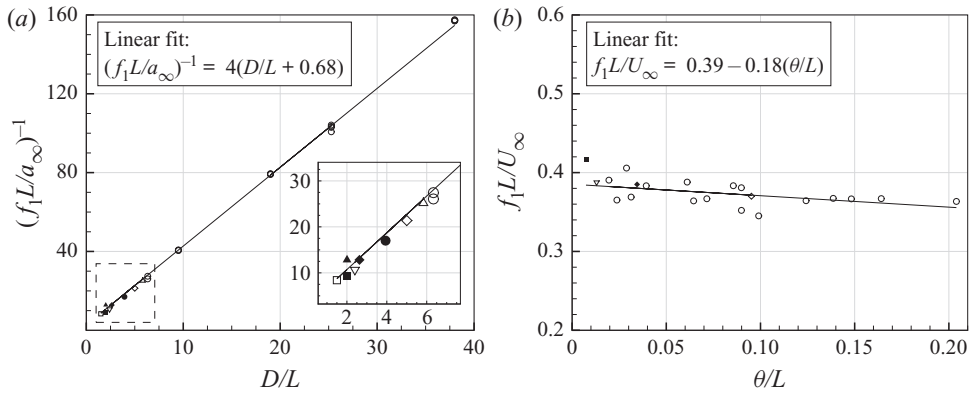 (a)
160
120
80
40
0
(f₁L/a∞)⁻¹
Linear fit:
(f₁L/a∞)⁻¹ = 4(D/L + 0.68)
30
20
10
2
4
6
0
10
20
30
40
D/L
(b)
0.6
0.5
0.4
0.3
0.2
f₁L/U∞
Linear fit:
f₁L/U∞ = 0.39 – 0.18(θ/L)
0
0.05
0.10
0.15
0.20
θ/L